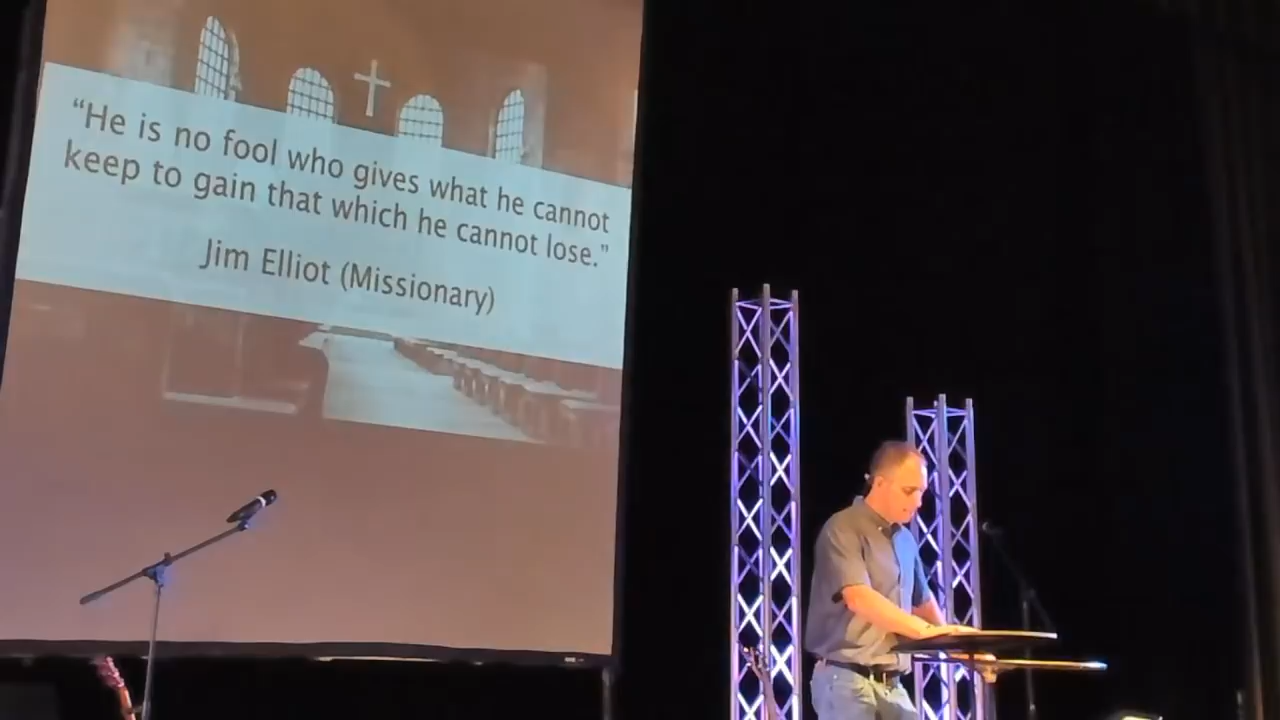 “He is no fool who gives what he cannot
keep to gain that which he cannot lose."
Jim Elliot (Missionary)